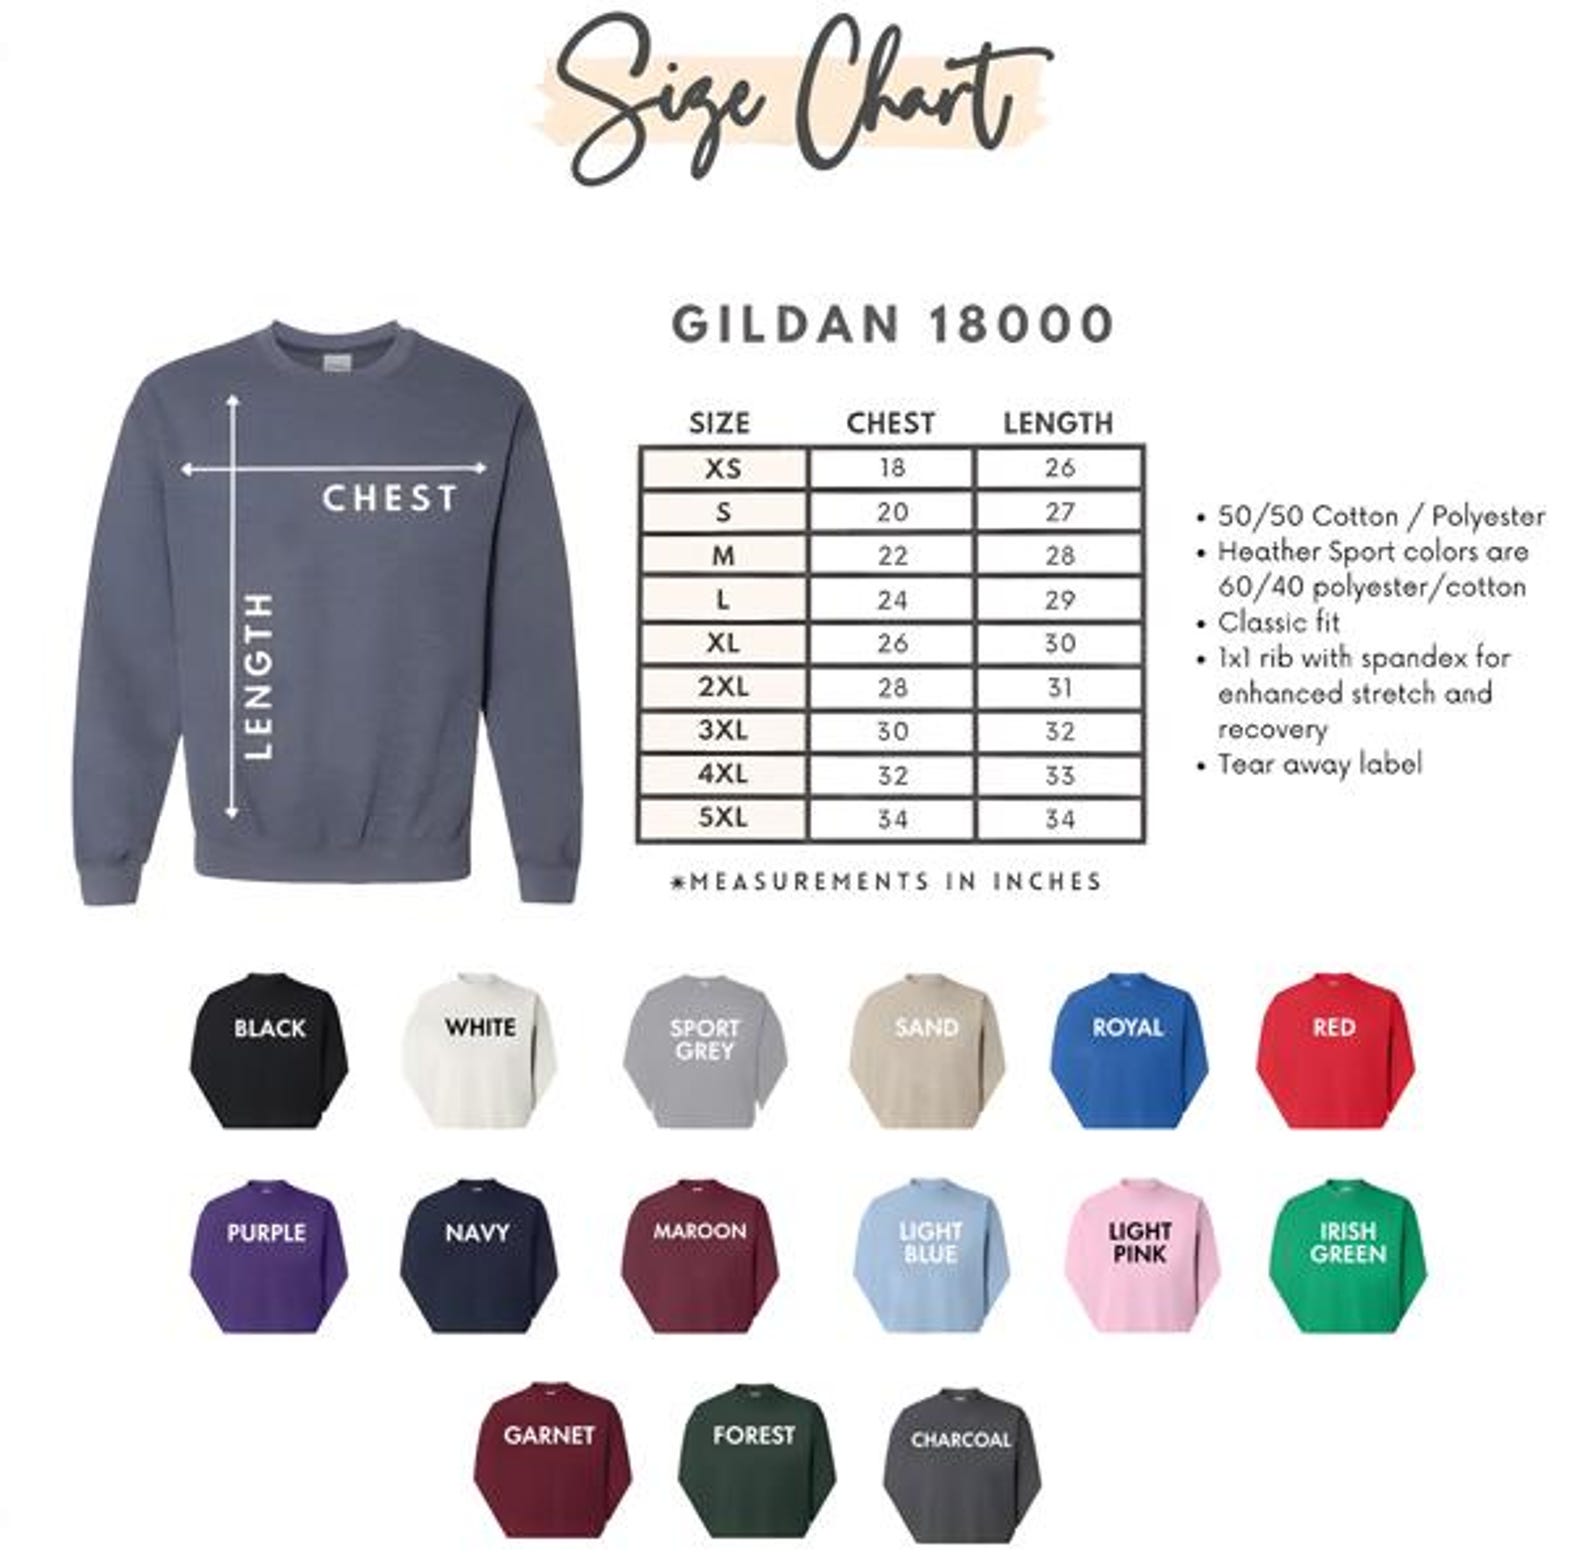 Size Chart
GILDAN 18000
SIZE CHEST LENGTH
XS 18 26
S 20 27
M 22 28
L 24 29
XL 26 30
2XL 28 31
3XL 30 32
4XL 32 33
5XL 34 34
*MEASUREMENTS IN INCHES
CHEST
LENGTH
• 50/50 Cotton / Polyester
• Heather Sport colors are
60/40 polyester/cotton
• Classic fit
• 1x1 rib with spandex for
enhanced stretch and
recovery
• Tear away label
BLACK
WHITE
SPORT
GREY
SAND
ROYAL
RED
PURPLE
NAVY
MAROON
LIGHT
BLUE
LIGHT
PINK
IRISH
GREEN
GARNET
FOREST
CHARCOAL